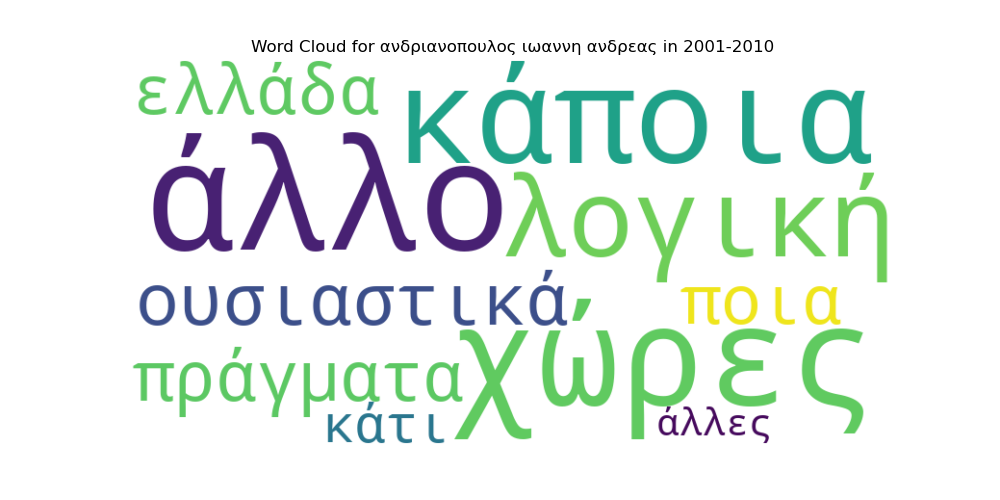 Word Cloud for ανδριανοπουλος ιωαννη ανδρεας in 2001-2010
ελλάδα κάποια
άλλο λογική
ουσιαστικά ποια
πράγματα χώρες
κάτι άλλες